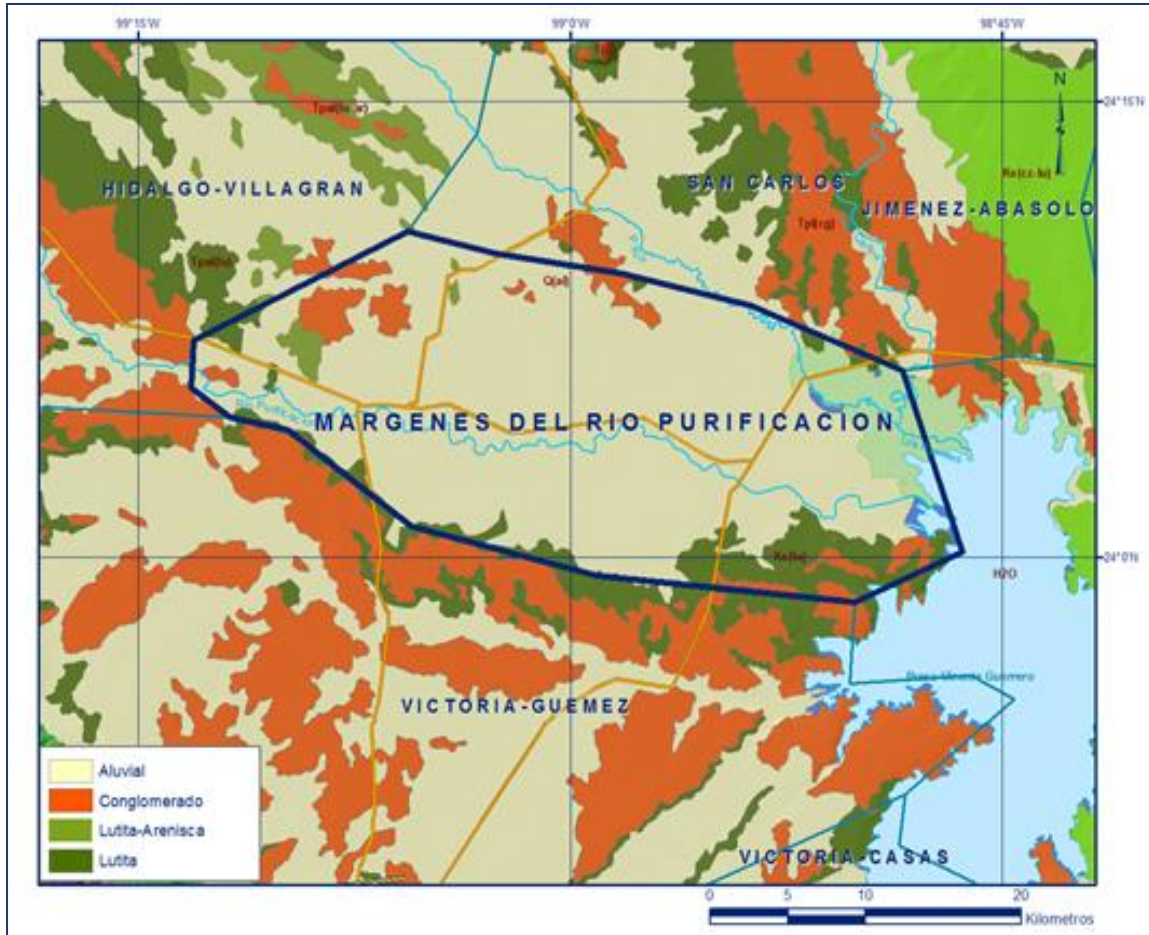 99°15'W 99°0'W 98°45'W
N
24°15'N
HIDALGO-VILLAGRAN
SAN CARLOS
JIMENEZ-ABASOLO
Q(al)
MARGENES DEL RIO PURIFICACION
24°0'N
H2O
VICTORIA-GUEMEZ
VICTORIA-CASAS
Aluvial
Conglomerado
Lutita-Arenisca
Lutita
0 5 10 20
Kilometros